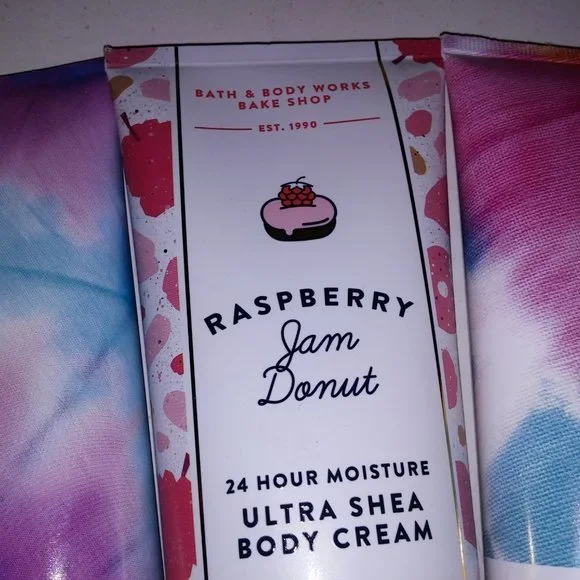 BATH & BODY WORKS
BAKE SHOP
EST. 1990
RASPBERRY
Jam
Donut
24 HOUR MOISTURE
ULTRA SHEA
BODY CREAM